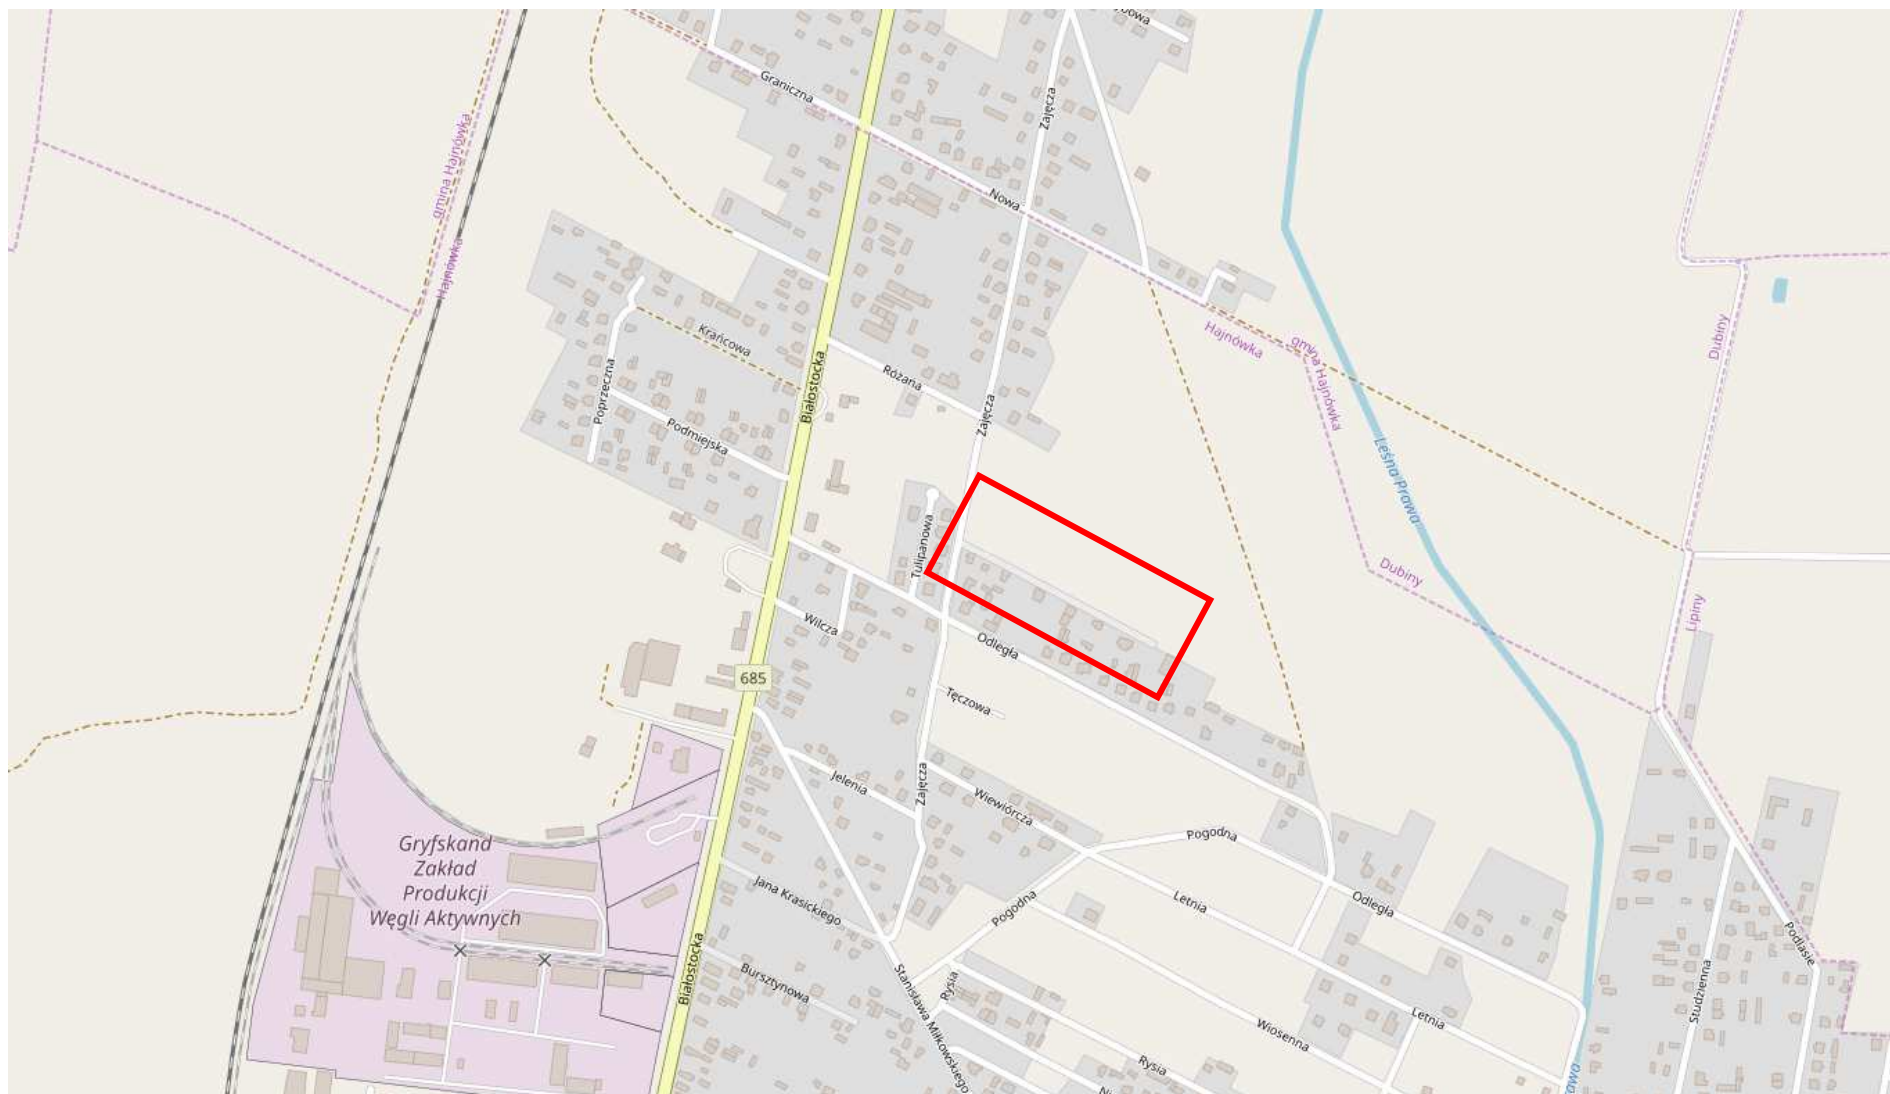 Graniczna
Zajęcza
gmina Hajnówka
Hajnówka
Nowa
Krańcowa
Poprzeczna
Białostocka
Różana
Zajęcza
Podmiejska
Hajnówka
gmina Hajnówka
Dubiny
Leśna Prawa
Tulipanowa
Dubiny
Lipiny
Wilcza
Odległa
685
Tęczowa
Jelenia
Zajęcza
Wiewiórcza
Pogodna
Gryfskand
Zakład
Produkcji
Węgli Aktywnych
Jana Krasickiego
Pogodna
Letnia
Odległa
Białostocka
Bursztynowa
Stanisława Miłkowskiego
Rysia
Wiosenna
Letnia
Studzienna
Podlasie
Rysia